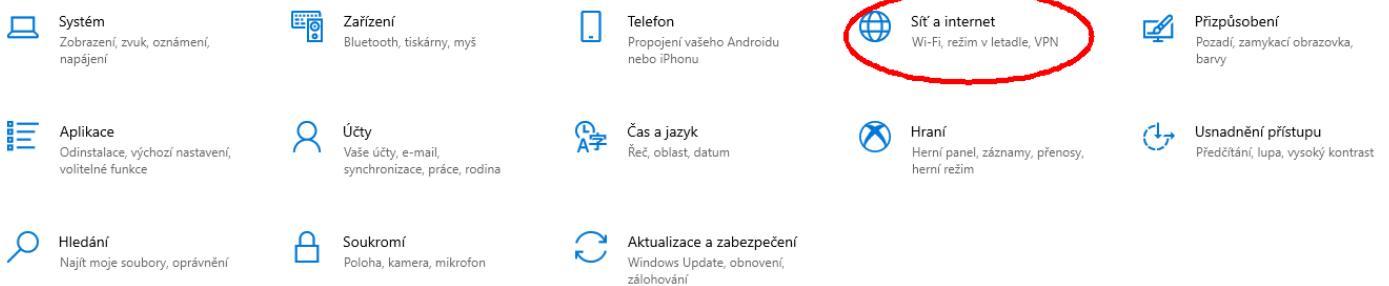 Systém
Zobrazení, zvuk, oznámení,
napájení
Zařízení
Bluetooth, tiskárny, myš
Telefon
Propojení vašeho Androidu
nebo iPhonu
Síť a internet
Wi-Fi, režim v letadle, VPN
Přizpůsobení
Pozadí, zamykací obrazovka,
barvy
Aplikace
Odinstalace, výchozí nastavení,
volitelné funkce
Účty
Vaše účty, e-mail,
synchronizace, práce, rodina
Čas a jazyk
Řeč, oblast, datum
Hraní
Herní panel, záznamy, přenosy,
herní režim
Usnadnění přístupu
Předčítání, lupa, vysoký kontrast
Hledání
Najít moje soubory, oprávnění
Soukromí
Poloha, kamera, mikrofon
Aktualizace a zabezpečení
Windows Update, obnovení,
zálohování